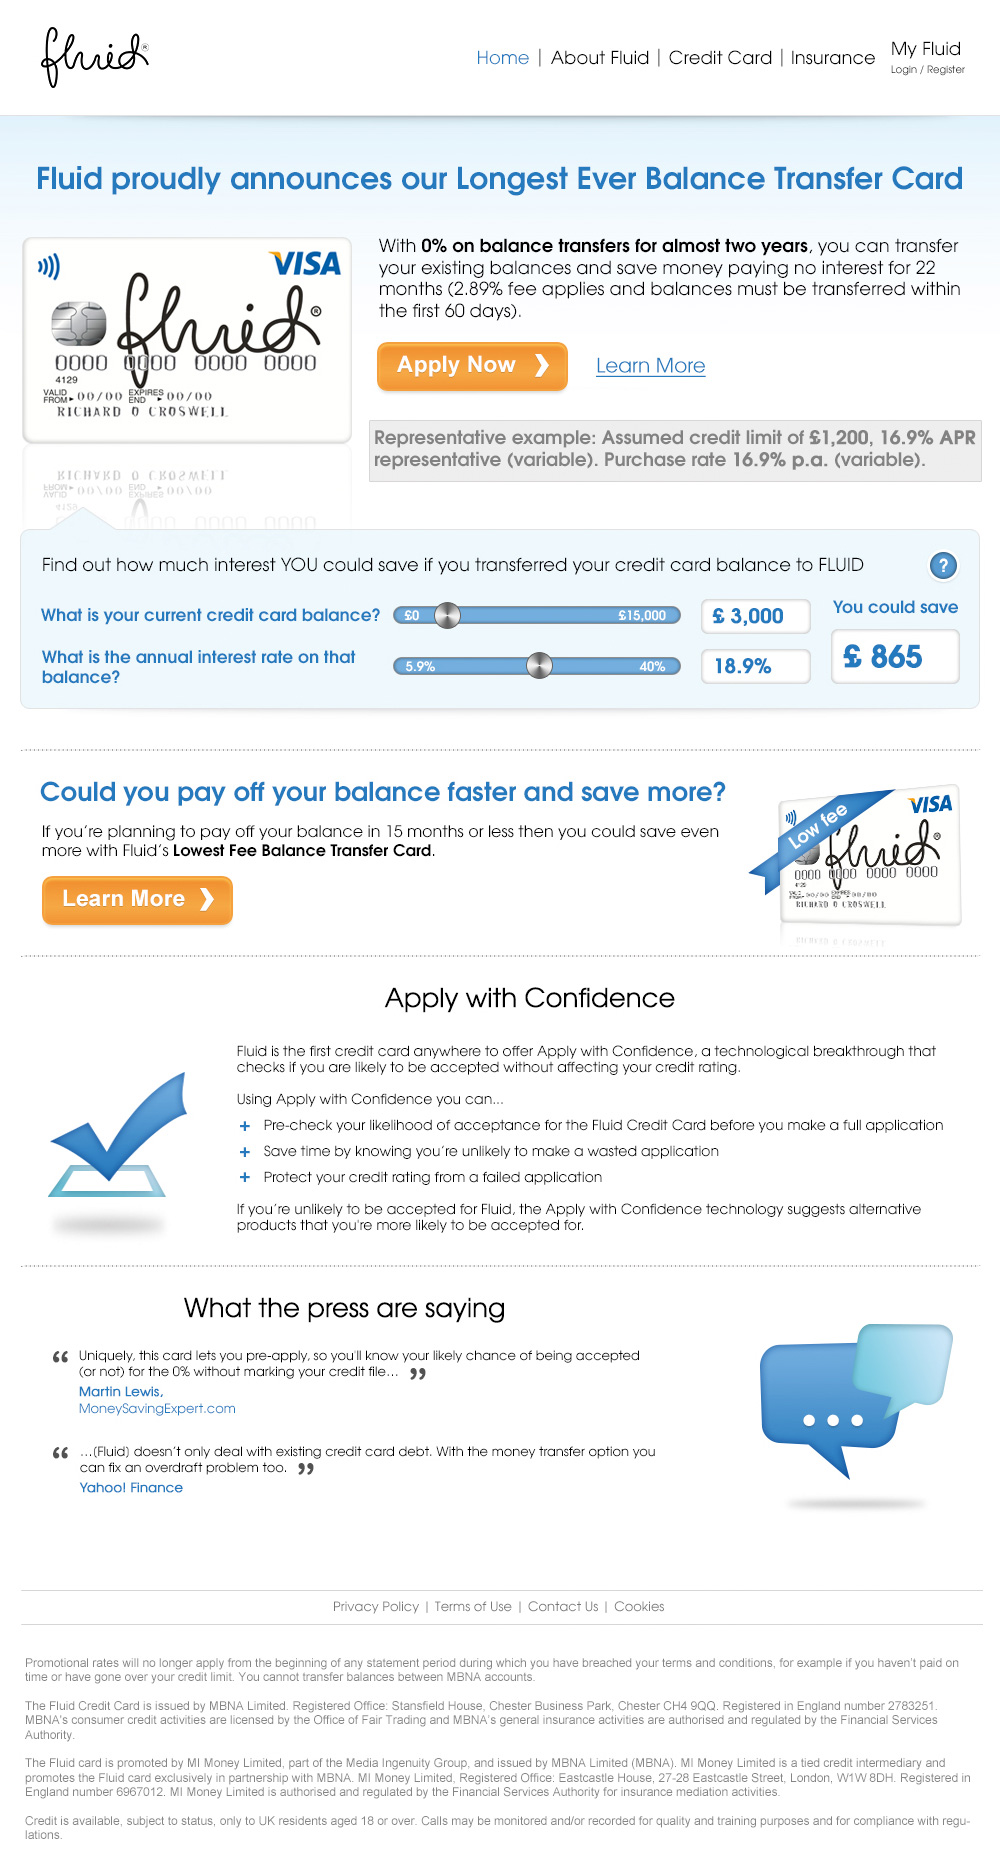 fluid®
Home | About Fluid | Credit Card | Insurance
My Fluid
Login / Register
Fluid proudly announces our Longest Ever Balance Transfer Card
VISA
fluid®
0000 0000 0000 0000
4129
VALID FROM ▸ 00/00 EXPIRES END ▸ 00/00
RICHARD O CROSWELL
With 0% on balance transfers for almost two years, you can transfer
your existing balances and save money paying no interest for 22
months (2.89% fee applies and balances must be transferred within
the first 60 days).
Apply Now
Learn More
Representative example: Assumed credit limit of £1,200, 16.9% APR
representative (variable). Purchase rate 16.9% p.a. (variable).
Find out how much interest YOU could save if you transferred your credit card balance to FLUID
?
What is your current credit card balance?
£0 £15,000
£ 3,000
You could save
£ 865
What is the annual interest rate on that
balance?
5.9% 40%
18.9%
Could you pay off your balance faster and save more?
If you're planning to pay off your balance in 15 months or less then you could save even
more with Fluid's Lowest Fee Balance Transfer Card.
Learn More
Low fee
VISA
fluid®
0000 0000 0000 0000
4129
00/00 00/00
RICHARD O CROSWELL
Apply with Confidence
Fluid is the first credit card anywhere to offer Apply with Confidence, a technological breakthrough that
checks if you are likely to be accepted without affecting your credit rating.
Using Apply with Confidence you can...
+ Pre-check your likelihood of acceptance for the Fluid Credit Card before you make a full application
+ Save time by knowing you're unlikely to make a wasted application
+ Protect your credit rating from a failed application
If you're unlikely to be accepted for Fluid, the Apply with Confidence technology suggests alternative
products that you're more likely to be accepted for.
What the press are saying
“ Uniquely, this card lets you pre-apply, so you'll know your likely chance of being accepted
(or not) for the 0% without marking your credit file... ”
Martin Lewis,
MoneySavingExpert.com
“ ...(Fluid) doesn't only deal with existing credit card debt. With the money transfer option you
can fix an overdraft problem too. ”
Yahoo! Finance
Privacy Policy | Terms of Use | Contact Us | Cookies
Promotional rates will no longer apply from the beginning of any statement period during which you have breached your terms and conditions, for example if you haven't paid on
time or have gone over your credit limit. You cannot transfer balances between MBNA accounts.
The Fluid Credit Card is issued by MBNA Limited. Registered Office: Stansfield House, Chester Business Park, Chester CH4 9QQ. Registered in England number 2783251.
MBNA's consumer credit activities are licensed by the Office of Fair Trading and MBNA's general insurance activities are authorised and regulated by the Financial Services
Authority.
The Fluid card is promoted by MI Money Limited, part of the Media Ingenuity Group, and issued by MBNA Limited (MBNA). MI Money Limited is a tied credit intermediary and
promotes the Fluid card exclusively in partnership with MBNA. MI Money Limited, Registered Office: Eastcastle House, 27-28 Eastcastle Street, London, W1W 8DH. Registered in
England number 6967012. MI Money Limited is authorised and regulated by the Financial Services Authority for insurance mediation activities.
Credit is available, subject to status, only to UK residents aged 18 or over. Calls may be monitored and/or recorded for quality and training purposes and for compliance with regu-
lations.